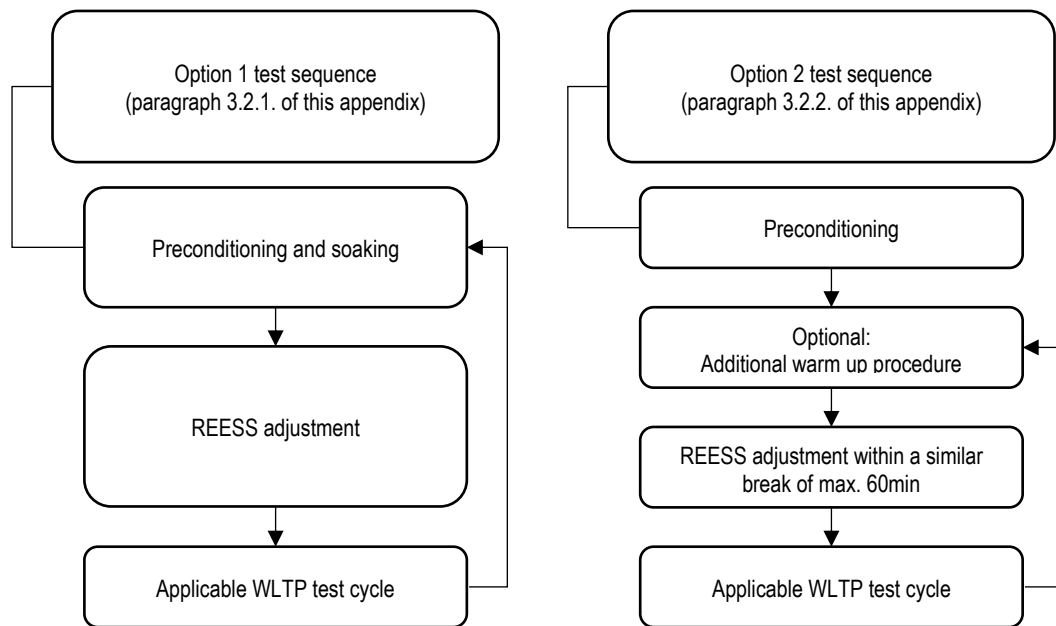 Option 1 test sequence
(paragraph 3.2.1. of this appendix)
Preconditioning and soaking
REESS adjustment
Applicable WLTP test cycle
Option 2 test sequence
(paragraph 3.2.2. of this appendix)
Preconditioning
Optional:
Additional warm up procedure
REESS adjustment within a similar
break of max. 60min
Applicable WLTP test cycle